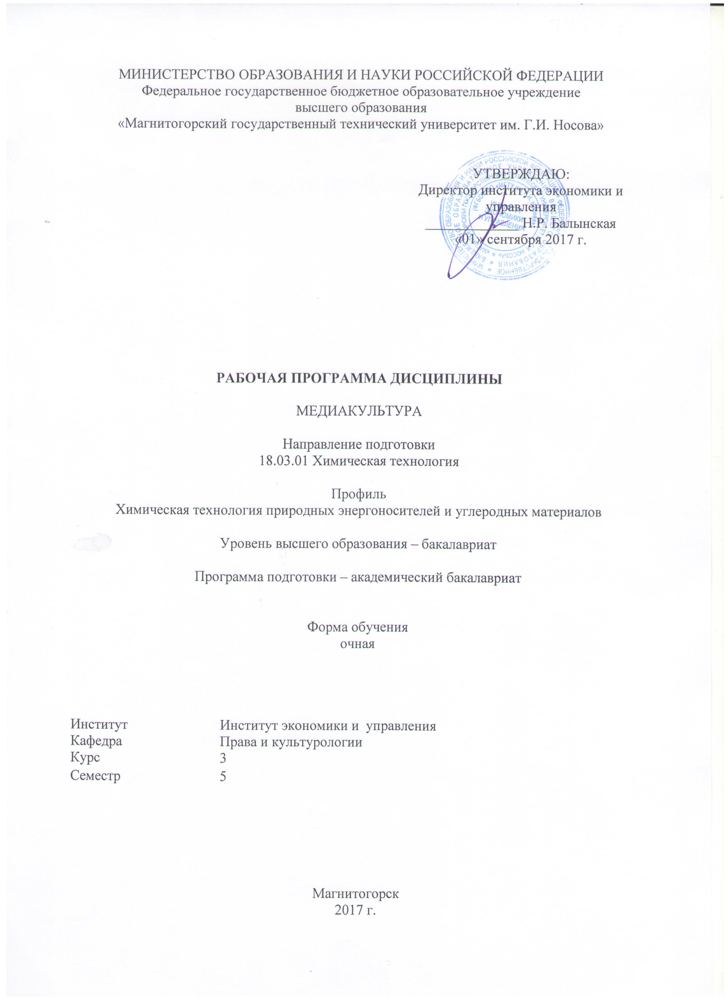 МИНИСТЕРСТВО ОБРАЗОВАНИЯ И НАУКИ РОССИЙСКОЙ ФЕДЕРАЦИИ
Федеральное государственное бюджетное образовательное учреждение
высшего образования
«Магнитогорский государственный технический университет им. Г.И. Носова»
УТВЕРЖДАЮ:
Директор института экономики и
управления
Н.Р. Балынская
«01» сентября 2017 г.
ИНСТИТУТ
ЭКОНОМИКИ
И УПРАВЛЕНИЯ
РАБОЧАЯ ПРОГРАММА ДИСЦИПЛИНЫ
МЕДИАКУЛЬТУРА
Направление подготовки
18.03.01 Химическая технология
Профиль
Химическая технология природных энергоносителей и углеродных материалов
Уровень высшего образования – бакалавриат
Программа подготовки – академический бакалавриат
Форма обучения
очная
Институт Институт экономики и управления
Кафедра Права и культурологии
Курс 3
Семестр 5
Магнитогорск
2017 г.